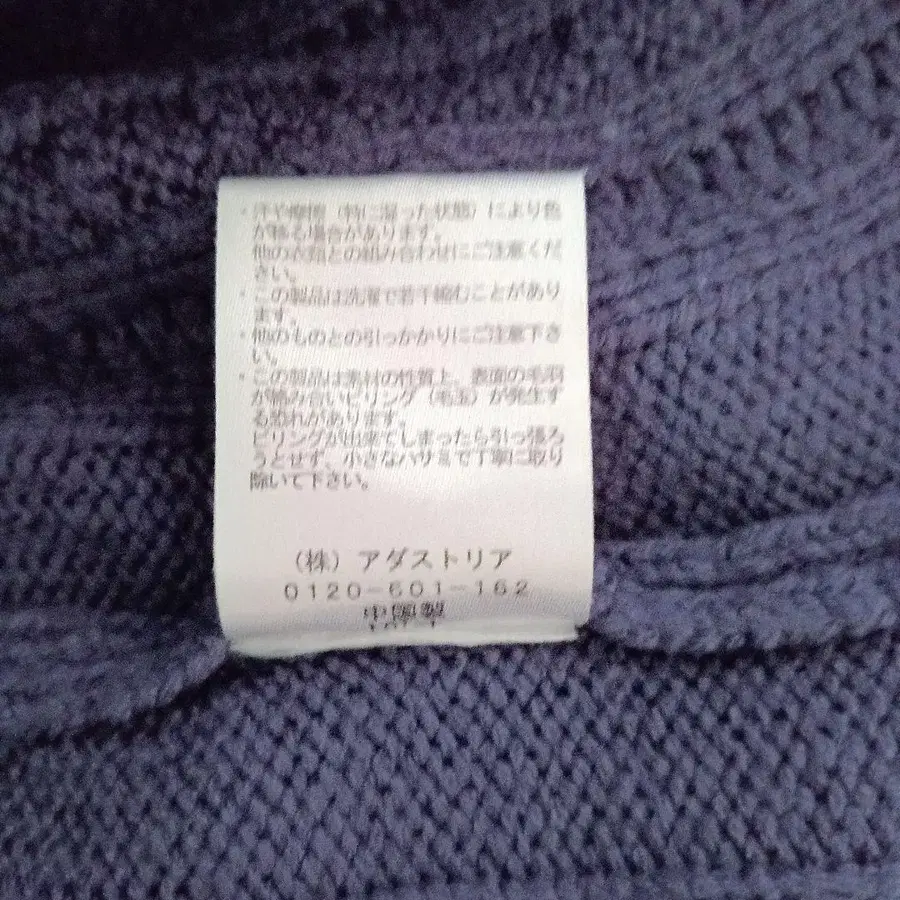 ・汗や摩擦（特に湿った状態）により色
が移る場合があります。
他の衣類との組み合わせにご注意くだ
さい。
・この製品は洗濯で若干縮むことがあり
ます。
・他のものとの引っかかりにご注意下さ
い。
・この製品は素材の性質上、表面の毛羽
が絡み合いピリング（毛玉）が発生す
る恐れがあります。
ピリングが出来てしまったら引っ張ろ
うとせず、小さなハサミで丁寧に取り
除いて下さい。
（株）アダストリア
0120-601-162
中国製